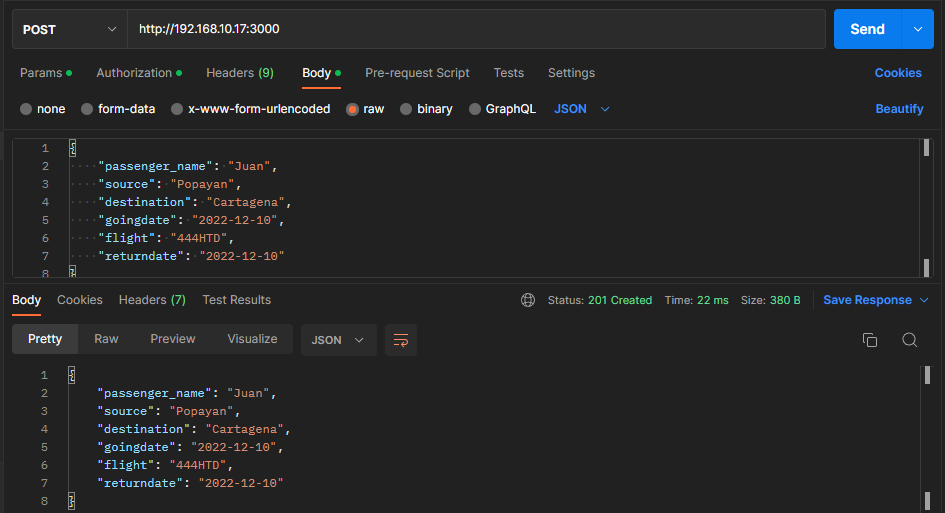 POST http://192.168.10.17:3000 Send
Params Authorization Headers (9) Body Pre-request Script Tests Settings Cookies
none form-data x-www-form-urlencoded raw binary GraphQL JSON Beautify
1 {
2 "passenger_name": "Juan",
3 "source": "Popayan",
4 "destination": "Cartagena",
5 "goingdate": "2022-12-10",
6 "flight": "444HTD",
7 "returndate": "2022-12-10"
8 }
Body Cookies Headers (7) Test Results Status: 201 Created Time: 22 ms Size: 380 B Save Response
Pretty Raw Preview Visualize JSON
1 {
2 "passenger_name": "Juan",
3 "source": "Popayan",
4 "destination": "Cartagena",
5 "goingdate": "2022-12-10",
6 "flight": "444HTD",
7 "returndate": "2022-12-10"
8 }